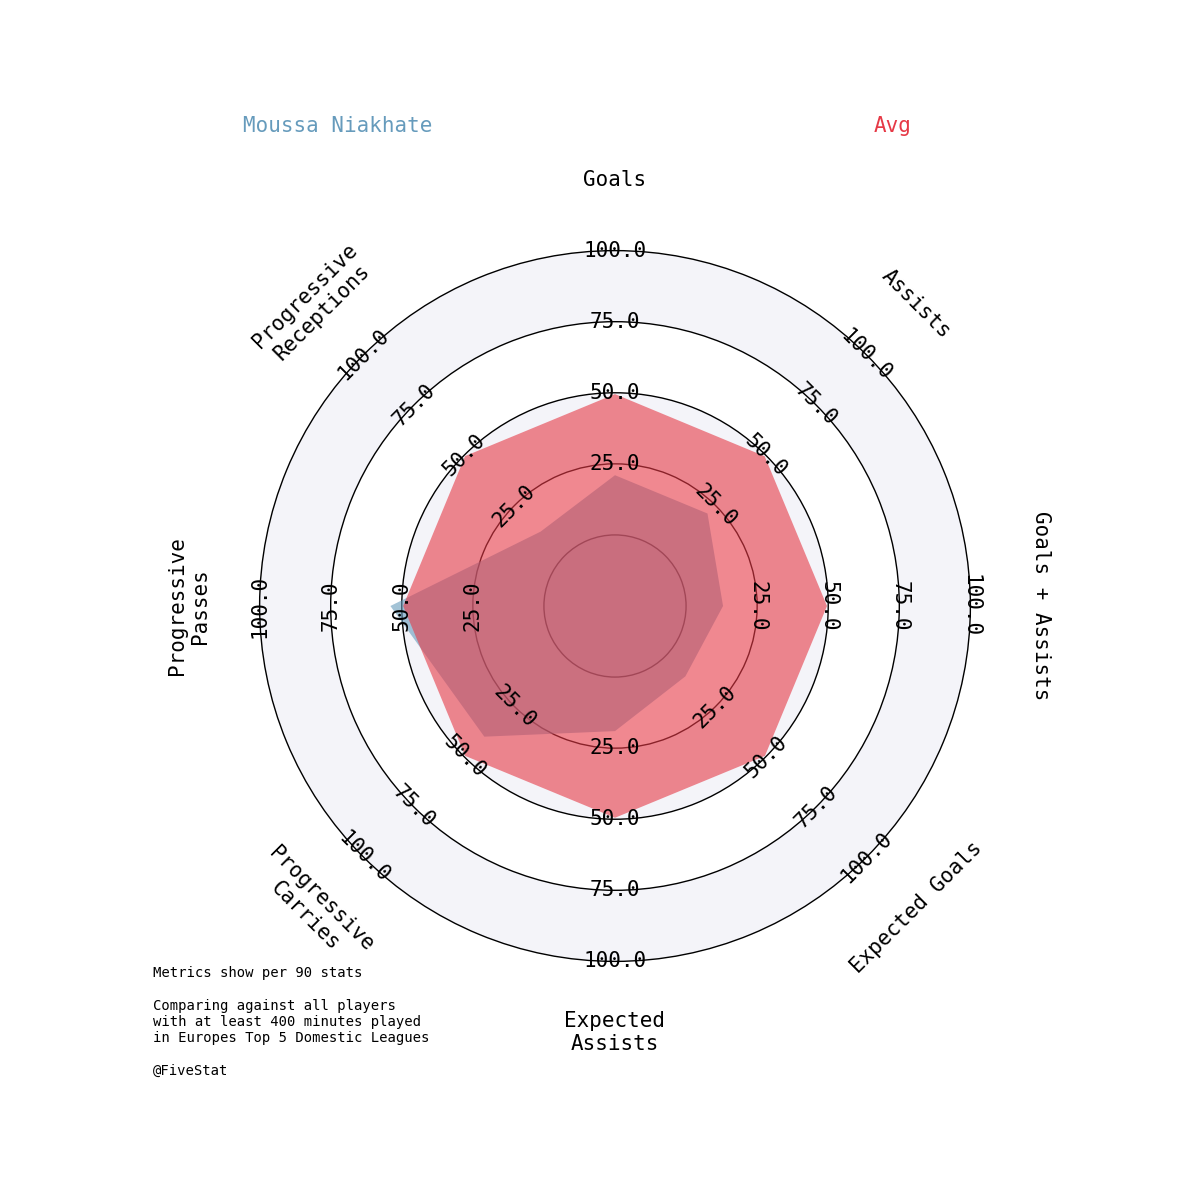 Moussa Niakhate
Avg
Goals
Assists
Goals + Assists
Expected Goals
Expected
Assists
Progressive
Carries
Progressive
Passes
Progressive
Receptions
25.0
50.0
75.0
100.0
25.0
50.0
75.0
100.0
25.0
50.0
75.0
100.0
25.0
50.0
75.0
100.0
25.0
50.0
75.0
100.0
25.0
50.0
75.0
100.0
25.0
50.0
75.0
100.0
25.0
50.0
75.0
100.0
Metrics show per 90 stats
Comparing against all players
with at least 400 minutes played
in Europes Top 5 Domestic Leagues
@FiveStat